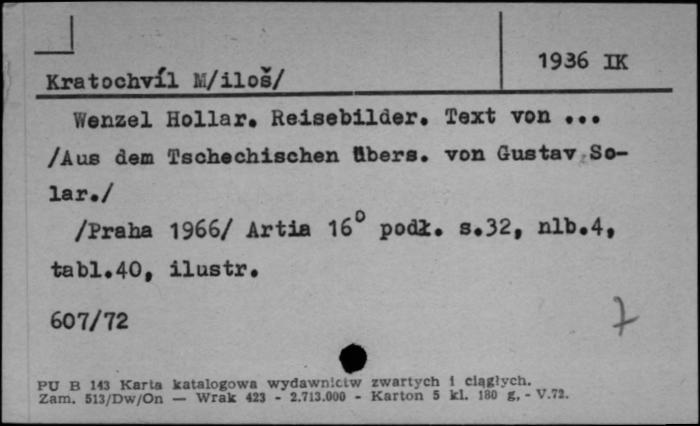 1936 IK
Kratochvíl M/iloš/
Wenzel Hollar. Reisebilder. Text von ...
/Aus dem Tschechischen übers. von Gustav So-
lar./
/Praha 1966/ Artia 16° podł. s.32, nlb.4,
tabl.40, ilustr.
607/72
7
PU B 143 Karta katalogowa wydawnictw zwartych i ciągłych.
Zam. 513/Dw/On — Wrak 423 - 2.713.000 - Karton 5 kl. 180 g. - V.72.